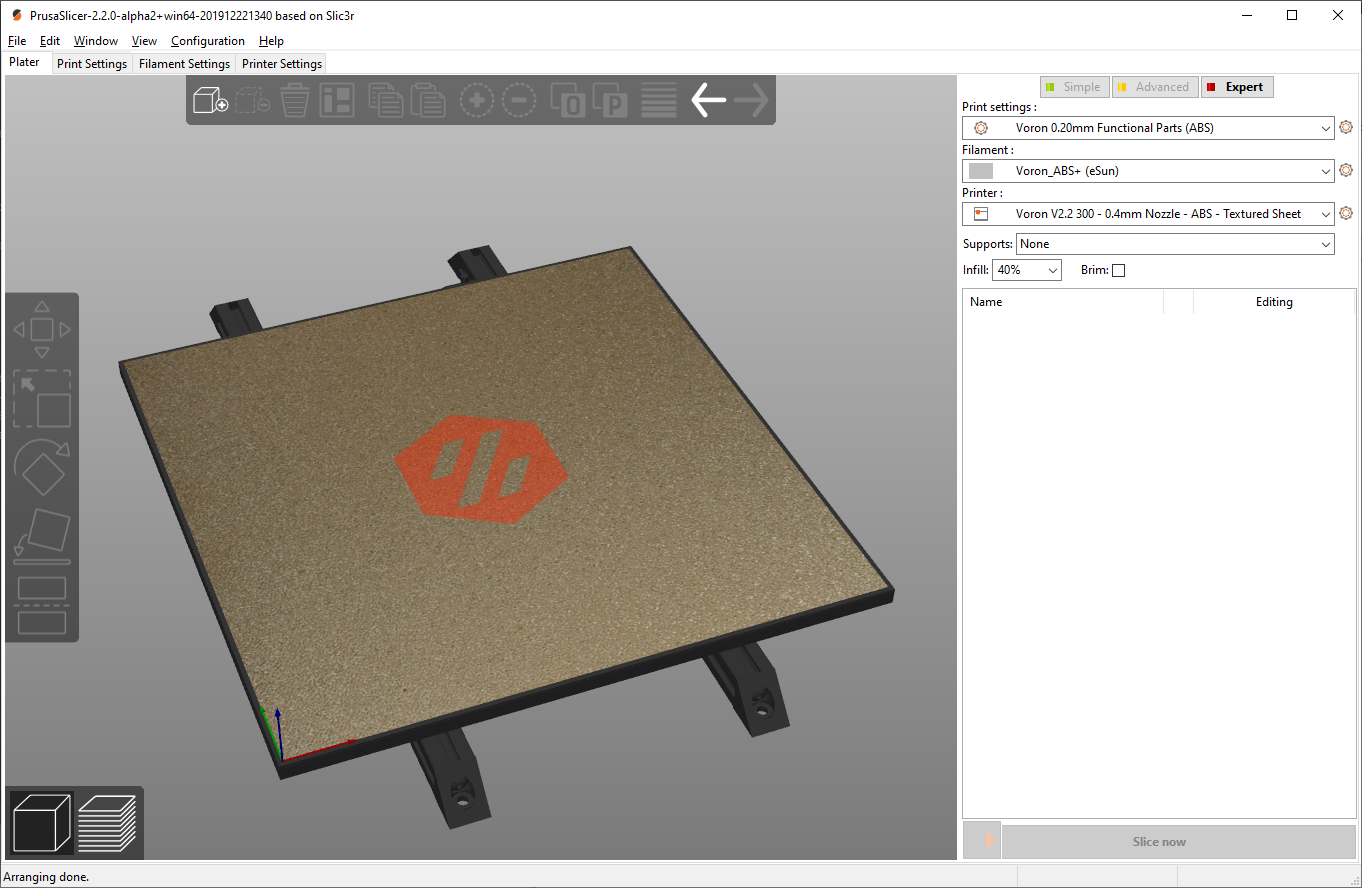 PrusaSlicer-2.2.0-alpha2+win64-201912221340 based on Slic3r
File Edit Window View Configuration Help
Plater Print Settings Filament Settings Printer Settings
O P
Simple Advanced Expert
Print settings :
Voron 0.20mm Functional Parts (ABS)
Filament :
Voron_ABS+ (eSun)
Printer :
Voron V2.2 300 - 0.4mm Nozzle - ABS - Textured Sheet
Supports: None
Infill: 40% Brim:
Name Editing
Slice now
Arranging done.